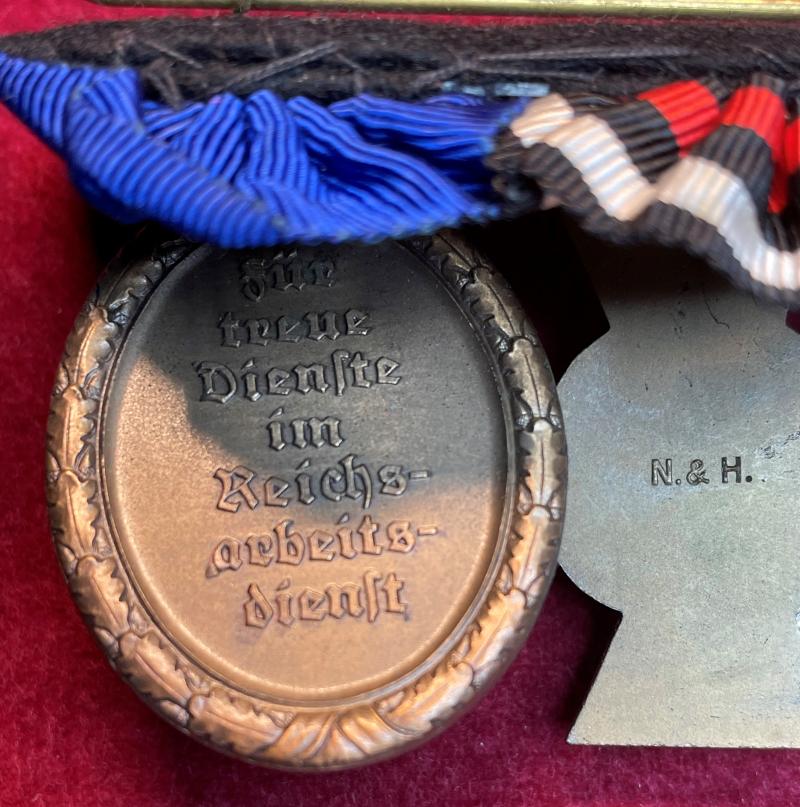 für
treue
Dienste
im
Reichs-
arbeits-
dienst
N. & H.